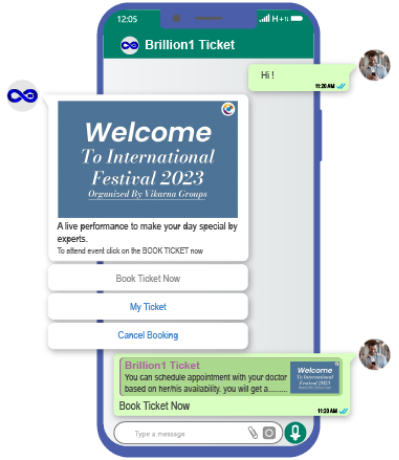 12:05
H+
Brillion1 Ticket
Hi !
11:20 AM
Welcome
To International
Festival 2023
Organized By Vikarna Groups
A live performance to make your day special by
experts.
To attend event click on the BOOK TICKET now
Book Ticket Now
My Ticket
Cancel Booking
Brillion1 Ticket
You can schedule appointment with your doctor
based on her/his availability. you will get a.........
Welcome
To International
Festival 2023
Book Ticket Now
11:20 AM
Type a message